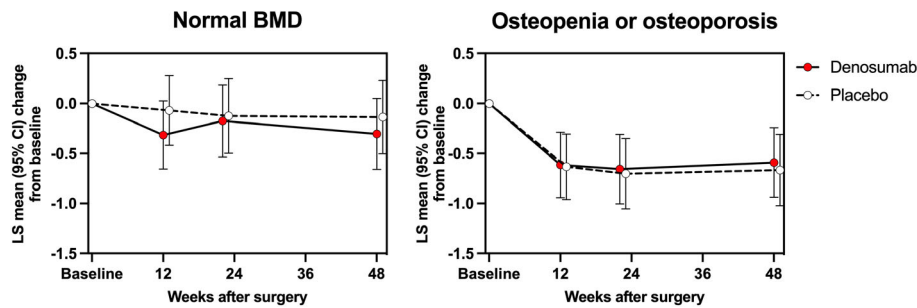 Normal BMD
LS mean (95% CI) change
from baseline
0.5
0.0
-0.5
-1.0
-1.5
Baseline 12 24 36 48
Weeks after surgery
Osteopenia or osteoporosis
LS mean (95% CI) change
from baseline
0.5
0.0
-0.5
-1.0
-1.5
Baseline 12 24 36 48
Weeks after surgery
Denosumab
Placebo